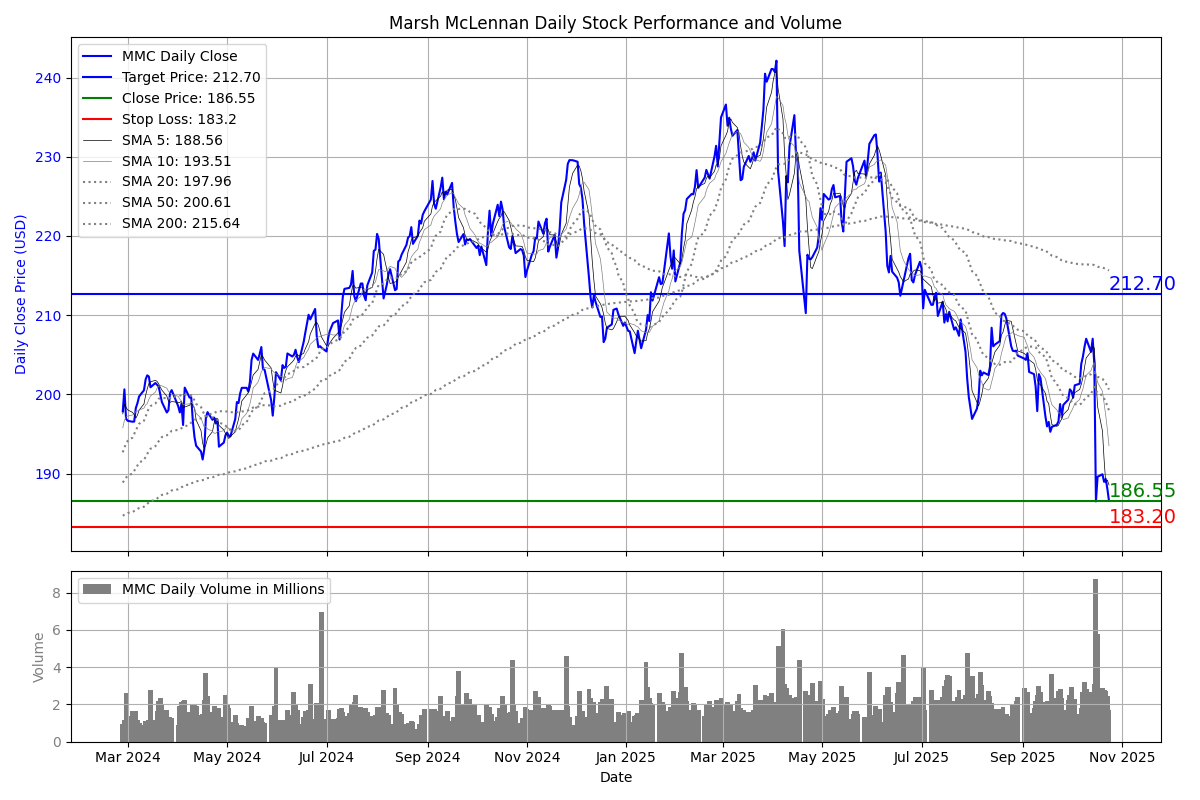 Marsh McLennan Daily Stock Performance and Volume
MMC Daily Close
Target Price: 212.70
Close Price: 186.55
Stop Loss: 183.2
SMA 5: 188.56
SMA 10: 193.51
SMA 20: 197.96
SMA 50: 200.61
SMA 200: 215.64
Daily Close Price (USD)
240
230
220
210
200
190
212.70
186.55
183.20
MMC Daily Volume in Millions
Volume
8
6
4
2
0
Mar 2024 May 2024 Jul 2024 Sep 2024 Nov 2024 Jan 2025 Mar 2025 May 2025 Jul 2025 Sep 2025 Nov 2025
Date